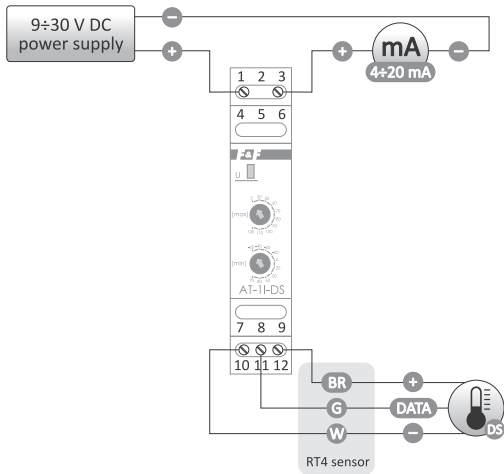 9÷30 V DC
power supply
−
+
+
mA
−
4÷20 mA
1 2 3
4 5 6
F&F
U
(max)
(min)
AT-1I-DS
7 8 9
10 11 12
BR
+
G
DATA
W
−
DS
RT4 sensor